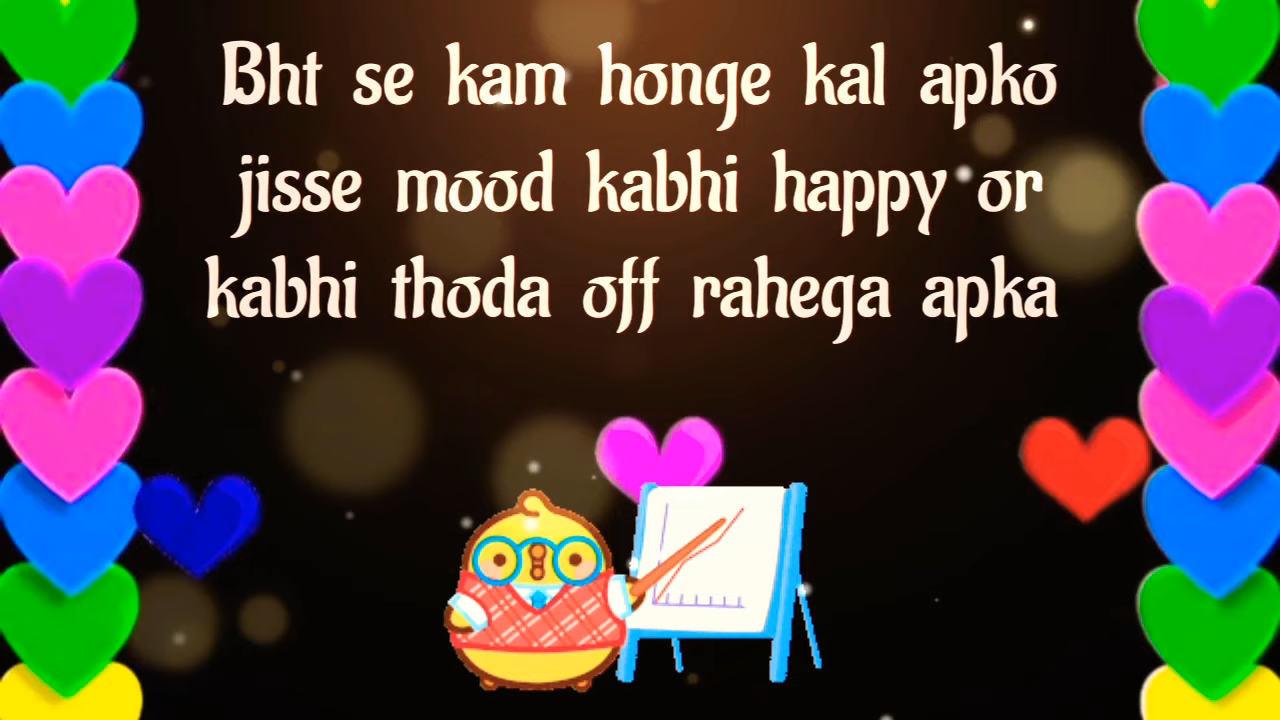 Bht se kam honge kal apko
jisse mood kabhi happy or
kabhi thoda off rahega apka